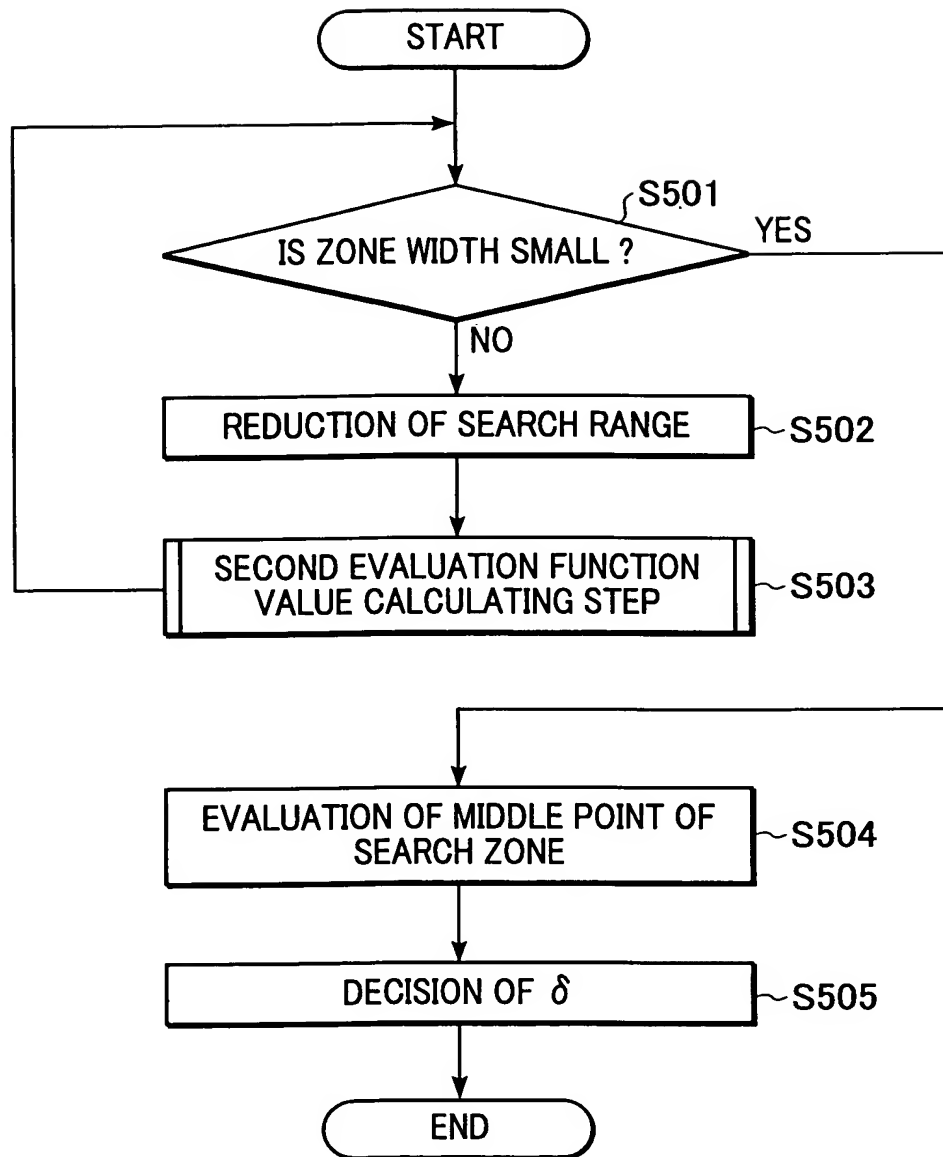 START
S501
IS ZONE WIDTH SMALL ?
YES
NO
REDUCTION OF SEARCH RANGE
S502
SECOND EVALUATION FUNCTION
VALUE CALCULATING STEP
S503
EVALUATION OF MIDDLE POINT OF
SEARCH ZONE
S504
DECISION OF δ
S505
END